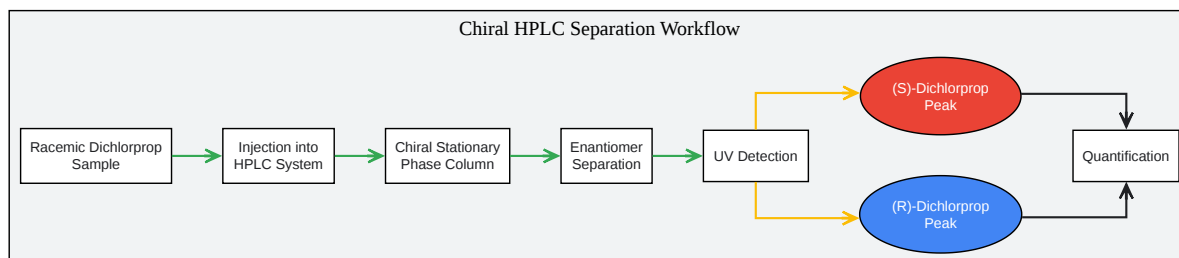 Chiral HPLC Separation Workflow
Racemic Dichlorprop
Sample
Injection into
HPLC System
Chiral Stationary
Phase Column
Enantiomer
Separation
UV Detection
(S)-Dichlorprop
Peak
(R)-Dichlorprop
Peak
Quantification